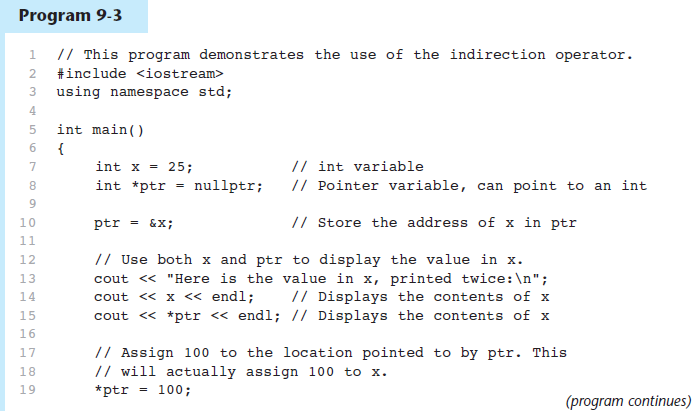 Program 9-3
1 // This program demonstrates the use of the indirection operator.
2 #include <iostream>
3 using namespace std;
4
5 int main()
6 {
7 int x = 25; // int variable
8 int *ptr = nullptr; // Pointer variable, can point to an int
9
10 ptr = &x; // Store the address of x in ptr
11
12 // Use both x and ptr to display the value in x.
13 cout << "Here is the value in x, printed twice:\n";
14 cout << x << endl; // Displays the contents of x
15 cout << *ptr << endl; // Displays the contents of x
16
17 // Assign 100 to the location pointed to by ptr. This
18 // will actually assign 100 to x.
19 *ptr = 100;
(program continues)